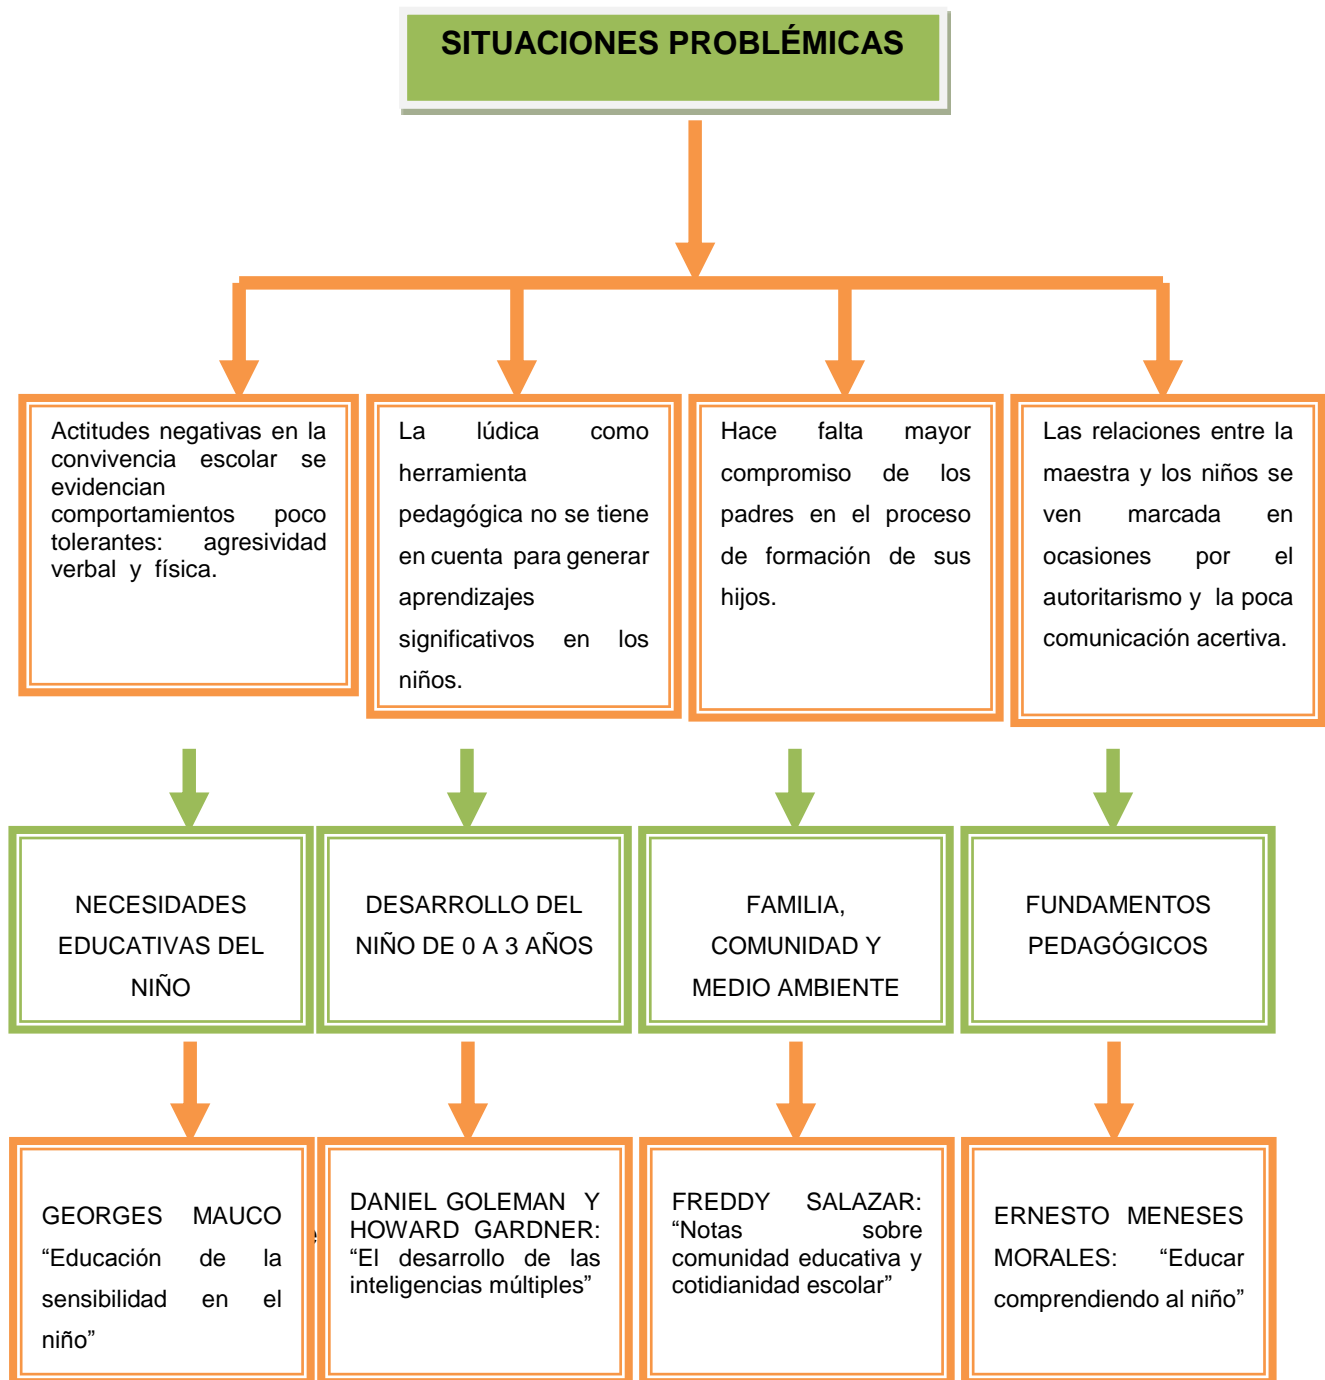 SITUACIONES PROBLÉMICAS
Actitudes negativas en la
convivencia escolar se
evidencian
comportamientos poco
tolerantes: agresividad
verbal y física.
La lúdica como
herramienta
pedagógica no se tiene
en cuenta para generar
aprendizajes
significativos en los
niños.
Hace falta mayor
compromiso de los
padres en el proceso
de formación de sus
hijos.
Las relaciones entre la
maestra y los niños se
ven marcada en
ocasiones por el
autoritarismo y la poca
comunicación acertiva.
NECESIDADES
EDUCATIVAS DEL
NIÑO
DESARROLLO DEL
NIÑO DE 0 A 3 AÑOS
FAMILIA,
COMUNIDAD Y
MEDIO AMBIENTE
FUNDAMENTOS
PEDAGÓGICOS
GEORGES MAUCO
“Educación de la
sensibilidad en el
niño”
DANIEL GOLEMAN Y
HOWARD GARDNER:
“El desarrollo de las
inteligencias múltiples”
FREDDY SALAZAR:
“Notas sobre
comunidad educativa y
cotidianidad escolar”
ERNESTO MENESES
MORALES: “Educar
comprendiendo al niño”